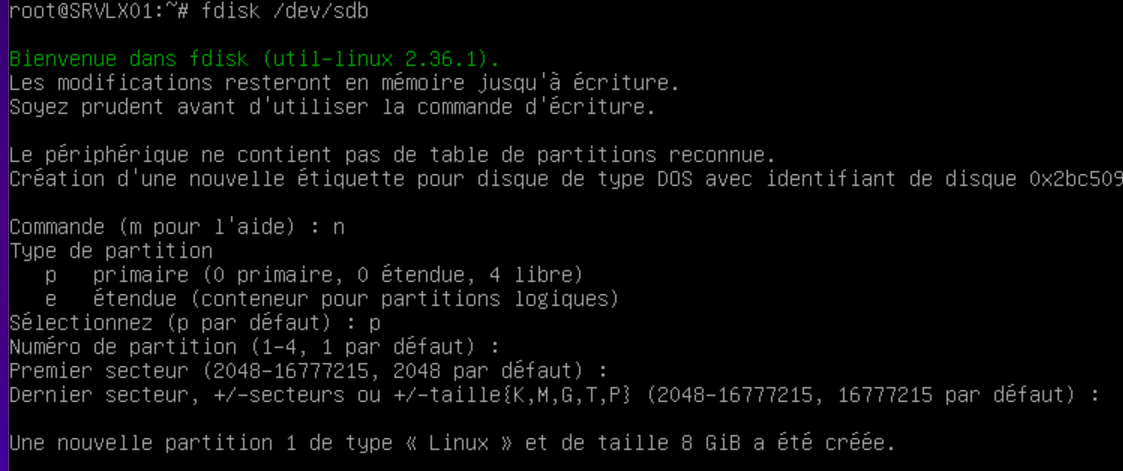 root@SRVLX01:~# fdisk /dev/sdb
Bienvenue dans fdisk (util-linux 2.36.1).
Les modifications resteront en mémoire jusqu'à écriture.
Soyez prudent avant d'utiliser la commande d'écriture.
Le périphérique ne contient pas de table de partitions reconnue.
Création d'une nouvelle étiquette pour disque de type DOS avec identifiant de disque 0x2bc509
Commande (m pour l'aide) : n
Type de partition
   p   primaire (0 primaire, 0 étendue, 4 libre)
   e   étendue (conteneur pour partitions logiques)
Sélectionnez (p par défaut) : p
Numéro de partition (1-4, 1 par défaut) :
Premier secteur (2048-16777215, 2048 par défaut) :
Dernier secteur, +/-secteurs ou +/-taille{K,M,G,T,P} (2048-16777215, 16777215 par défaut) :
Une nouvelle partition 1 de type « Linux » et de taille 8 GiB a été créée.